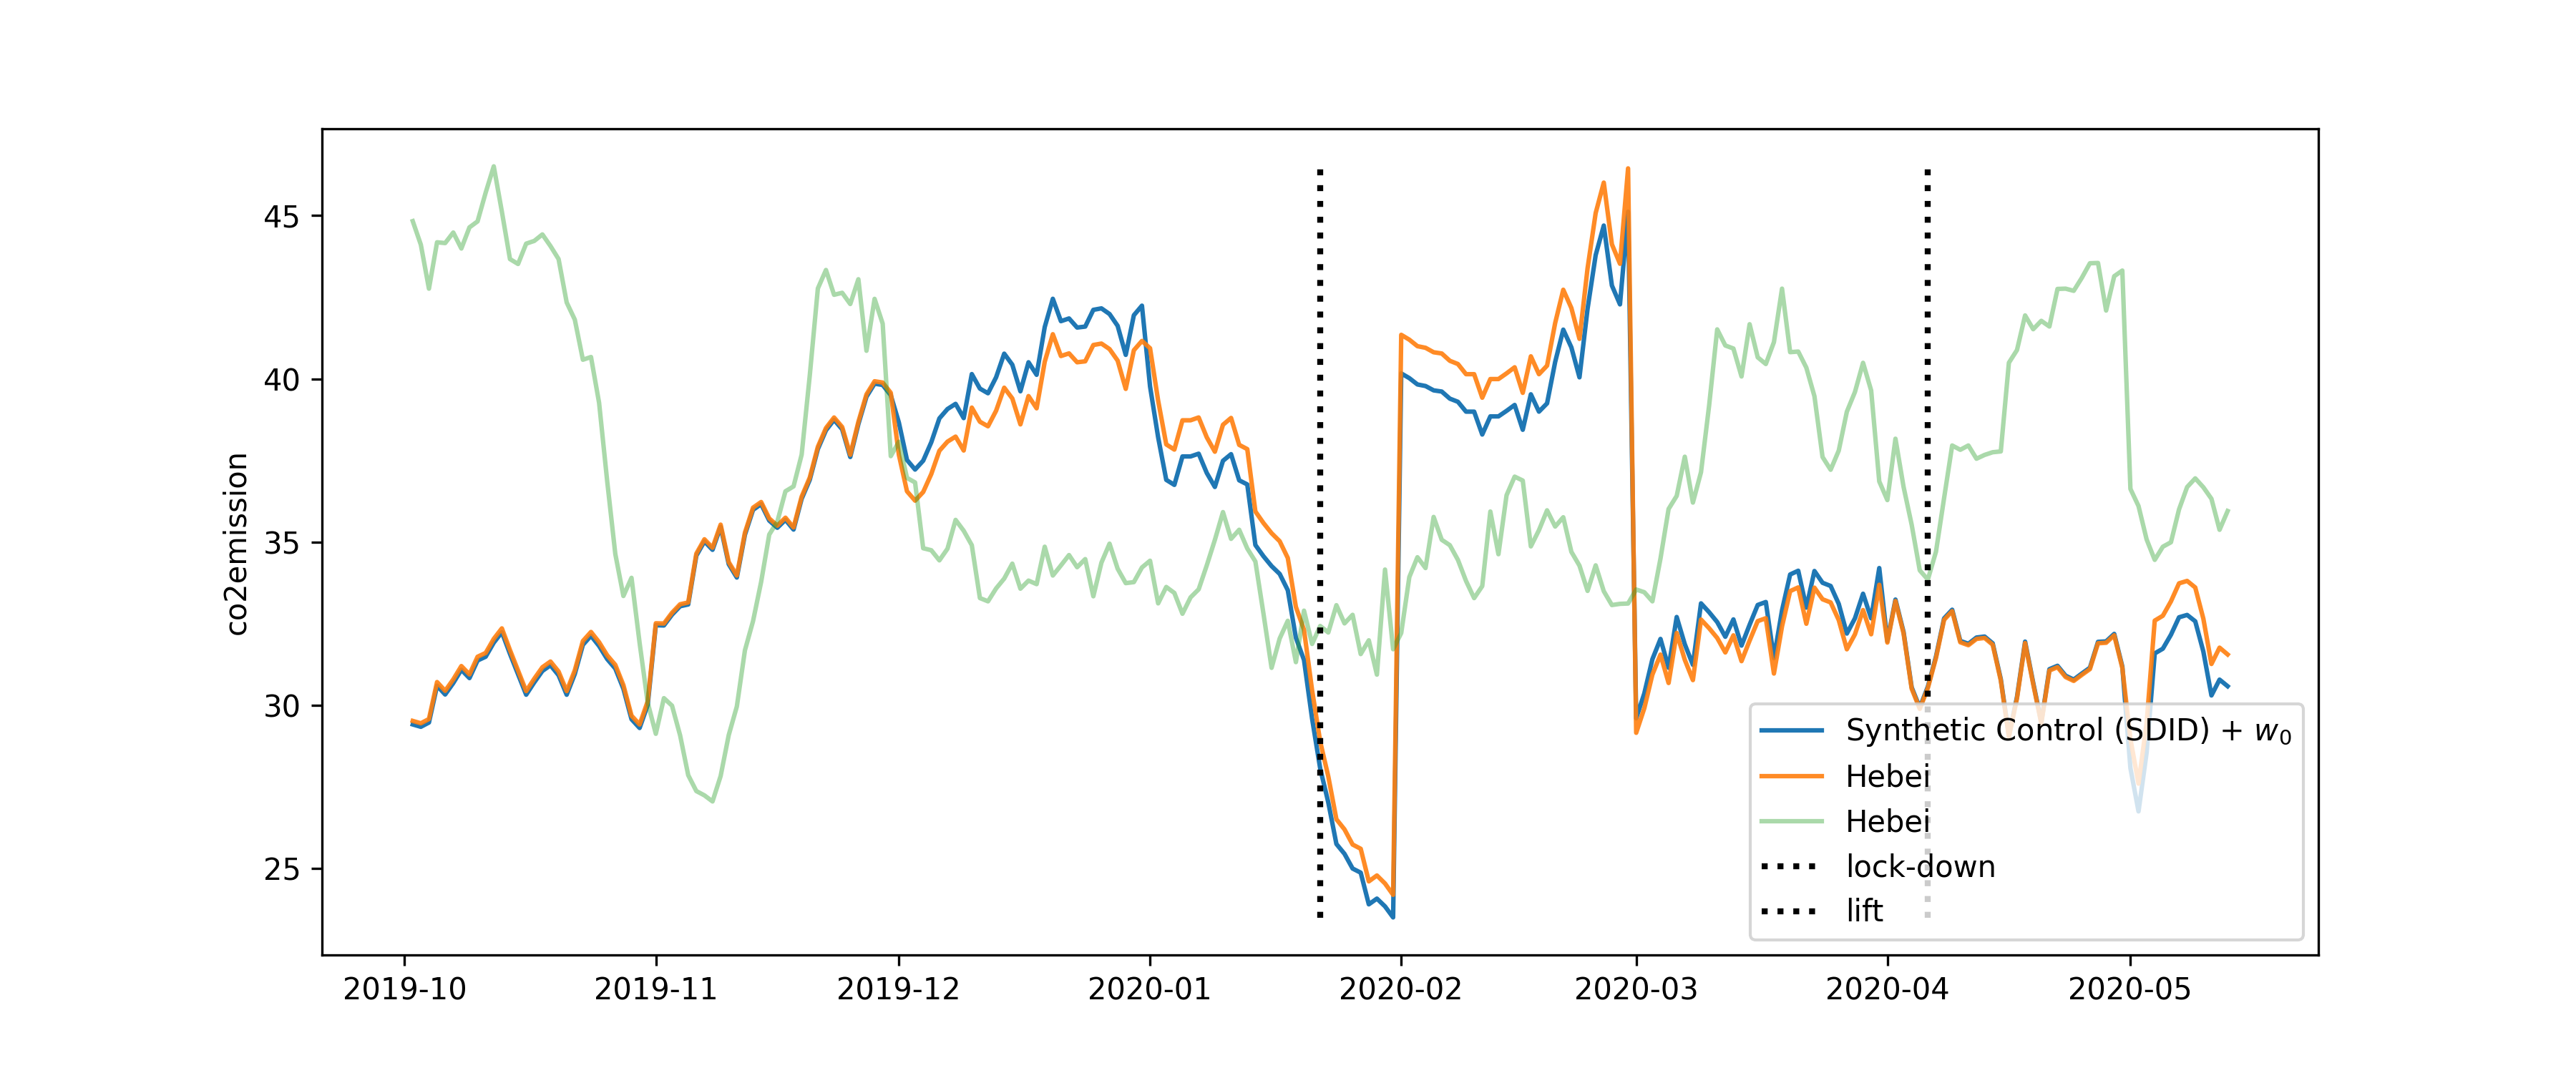 co2emission
45
40
35
30
25
2019-10 2019-11 2019-12 2020-01 2020-02 2020-03 2020-04 2020-05
Synthetic Control (SDID) + w₀
Hebei
Hebei
lock-down
lift